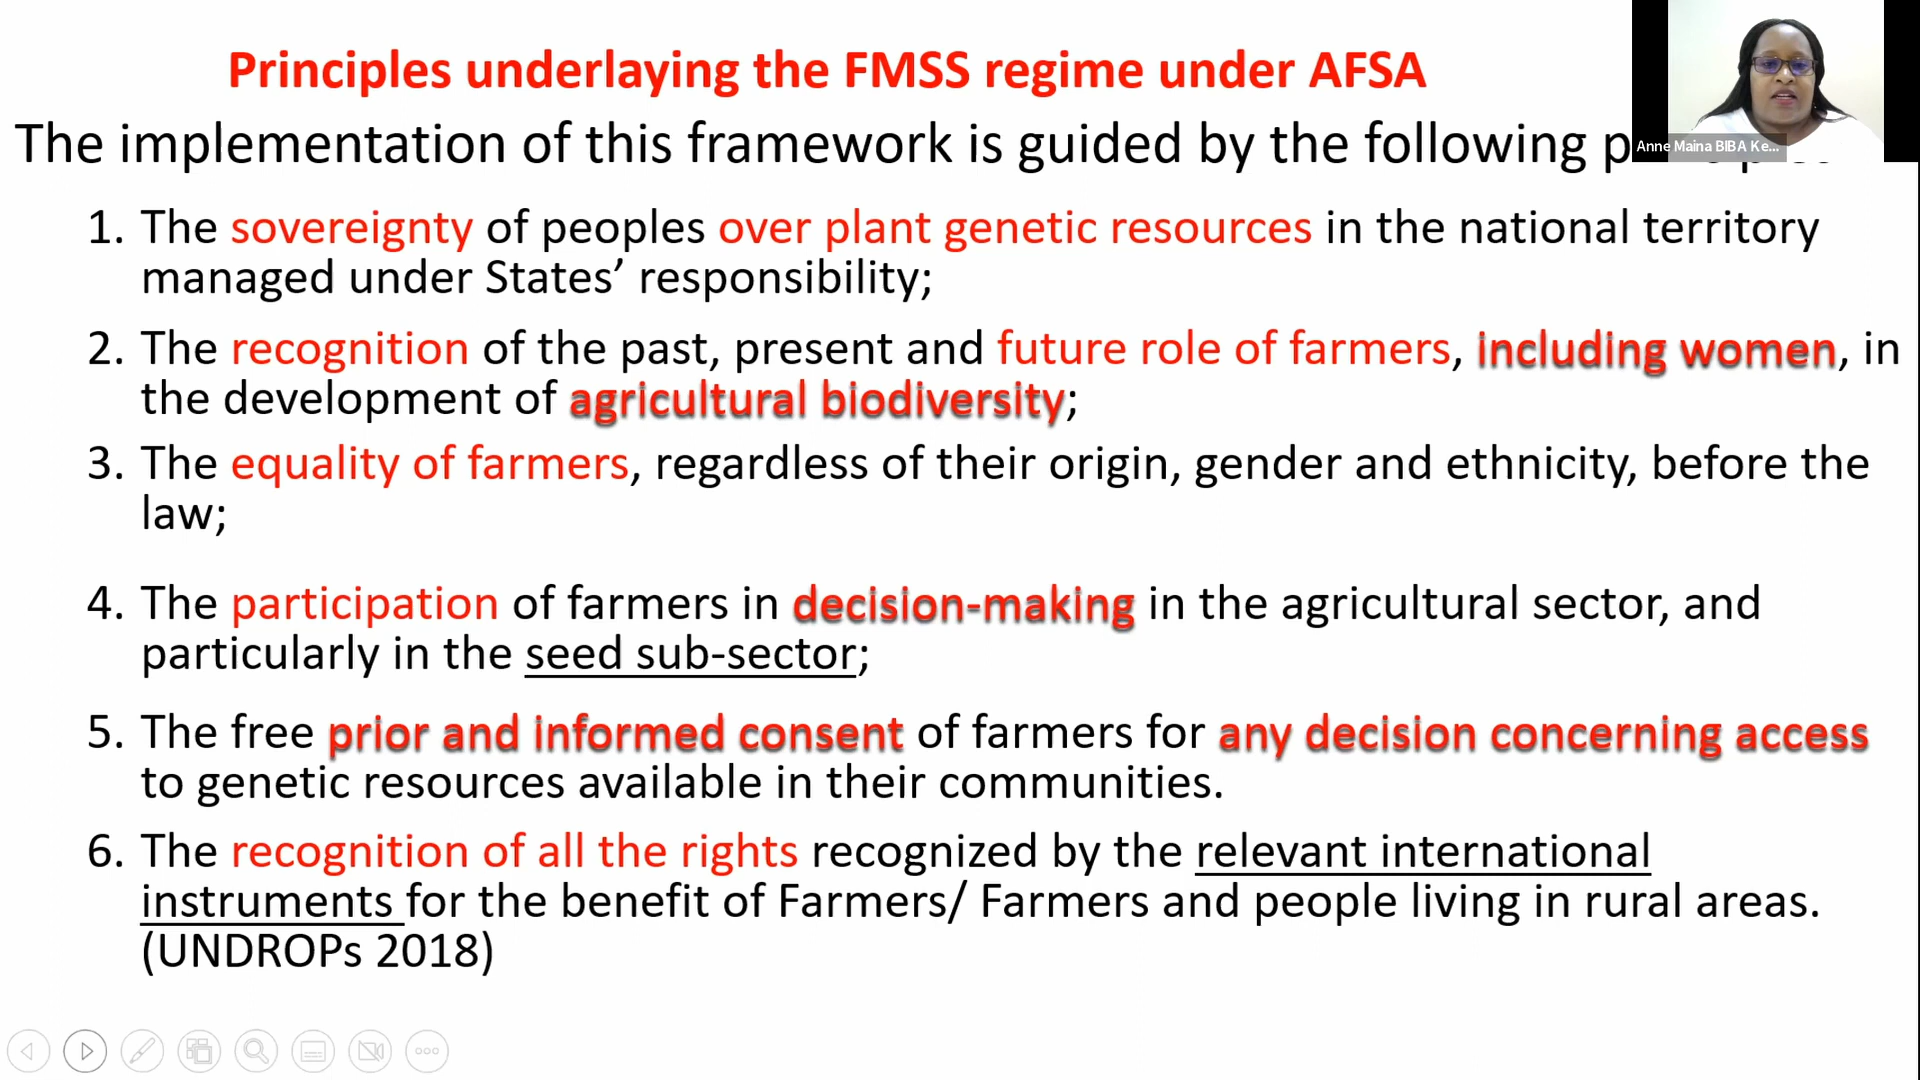 Principles underlaying the FMSS regime under AFSA
The implementation of this framework is guided by the following
Anne Maina BIBA Ke...
1. The sovereignty of peoples over plant genetic resources in the national territory
managed under States’ responsibility;
2. The recognition of the past, present and future role of farmers, including women, in
the development of agricultural biodiversity;
3. The equality of farmers, regardless of their origin, gender and ethnicity, before the
law;
4. The participation of farmers in decision-making in the agricultural sector, and
particularly in the seed sub-sector;
5. The free prior and informed consent of farmers for any decision concerning access
to genetic resources available in their communities.
6. The recognition of all the rights recognized by the relevant international
instruments for the benefit of Farmers/ Farmers and people living in rural areas.
(UNDROPs 2018)